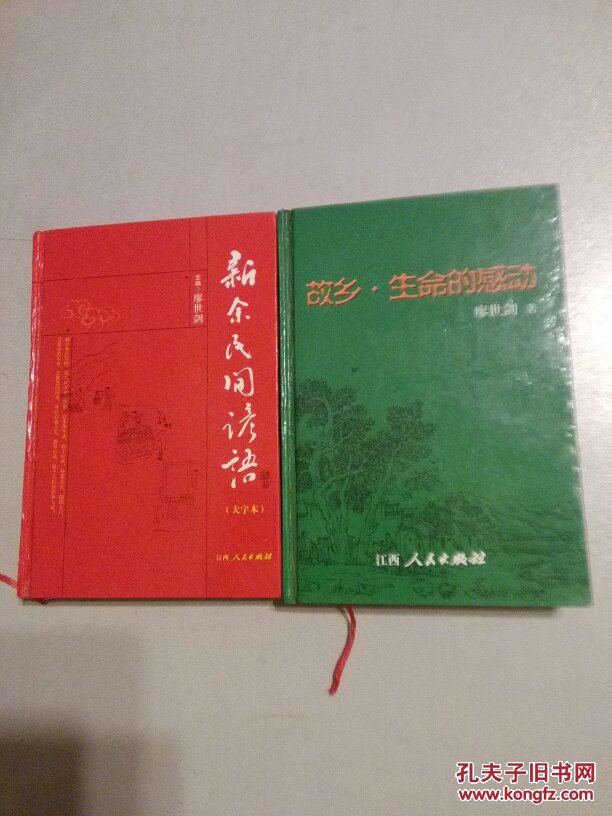 新余民间谚语
主编 廖世剑
（大字本）
江西人民出版社
故乡·生命的感动
廖世剑 著
江西人民出版社
孔夫子旧书网
www.kongfz.com